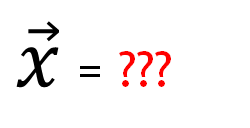 x⃗ = ???